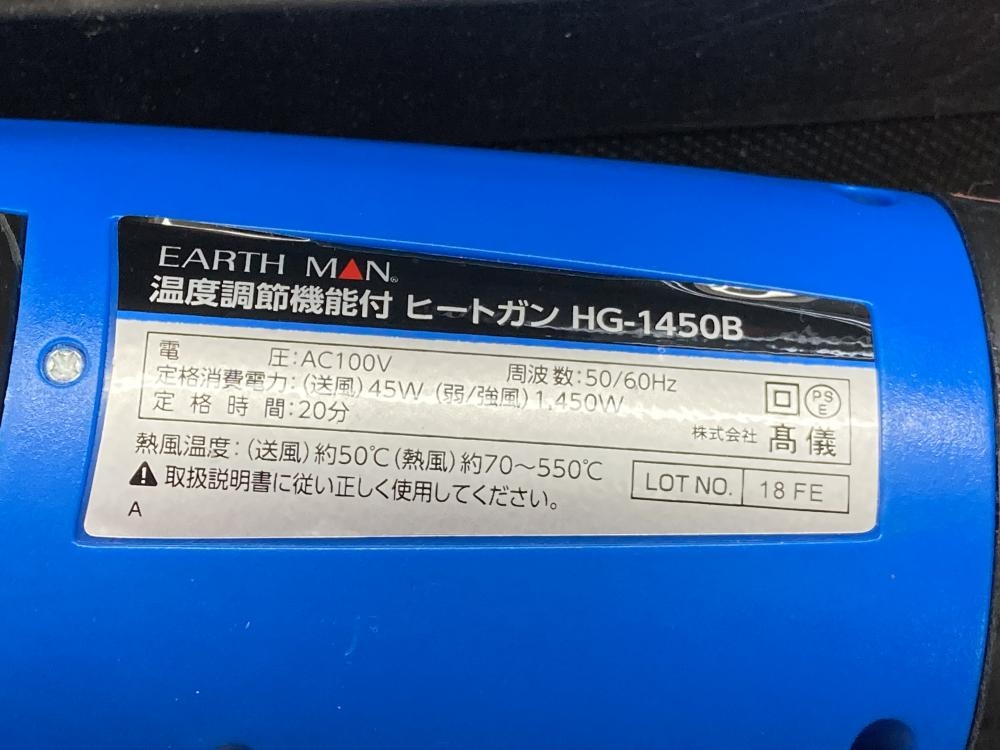 EARTH MAN®
温度調節機能付 ヒートガン HG-1450B
電 圧:AC100V 周波数:50/60Hz
定格消費電力:(送風)45W (弱/強風)1,450W
定格時間:20分
PS
E
株式会社 髙儀
熱風温度:(送風)約50℃(熱風)約70～550℃
取扱説明書に従い正しく使用してください。
LOT NO. 18 FE
A